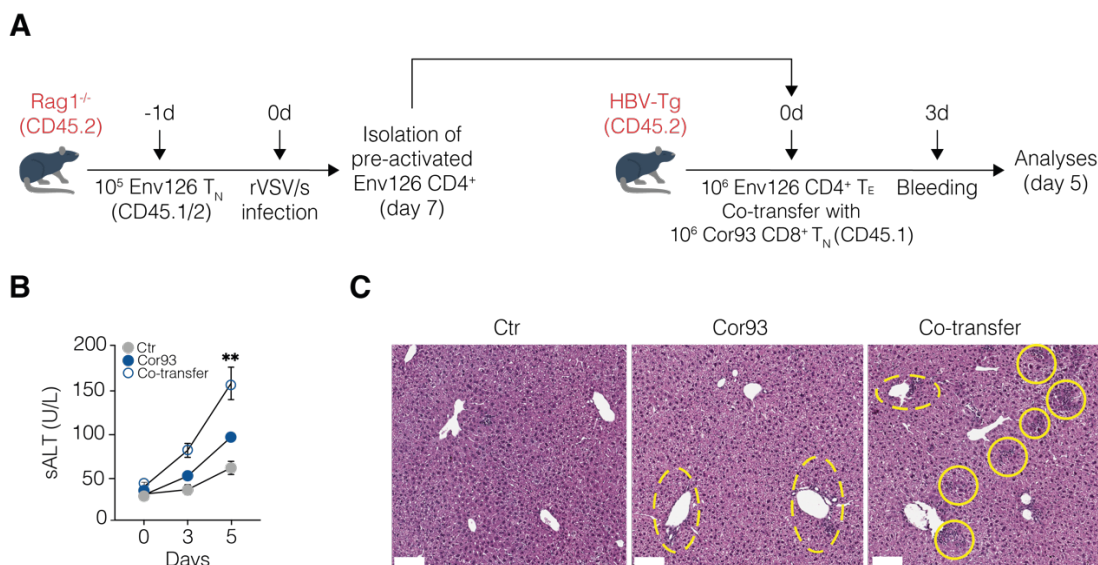 A
Rag1-/-
(CD45.2)
-1d
0d
10⁵ Env126 TN
(CD45.1/2)
rVSV/s
infection
Isolation of
pre-activated
Env126 CD4⁺
(day 7)
HBV-Tg
(CD45.2)
0d
3d
10⁶ Env126 CD4⁺ TE
Co-transfer with
10⁶ Cor93 CD8⁺ TN (CD45.1)
Bleeding
Analyses
(day 5)
B
sALT (U/L)
200
150
100
50
0
Ctr
Cor93
Co-transfer
**
0 3 5
Days
C
Ctr
Cor93
Co-transfer